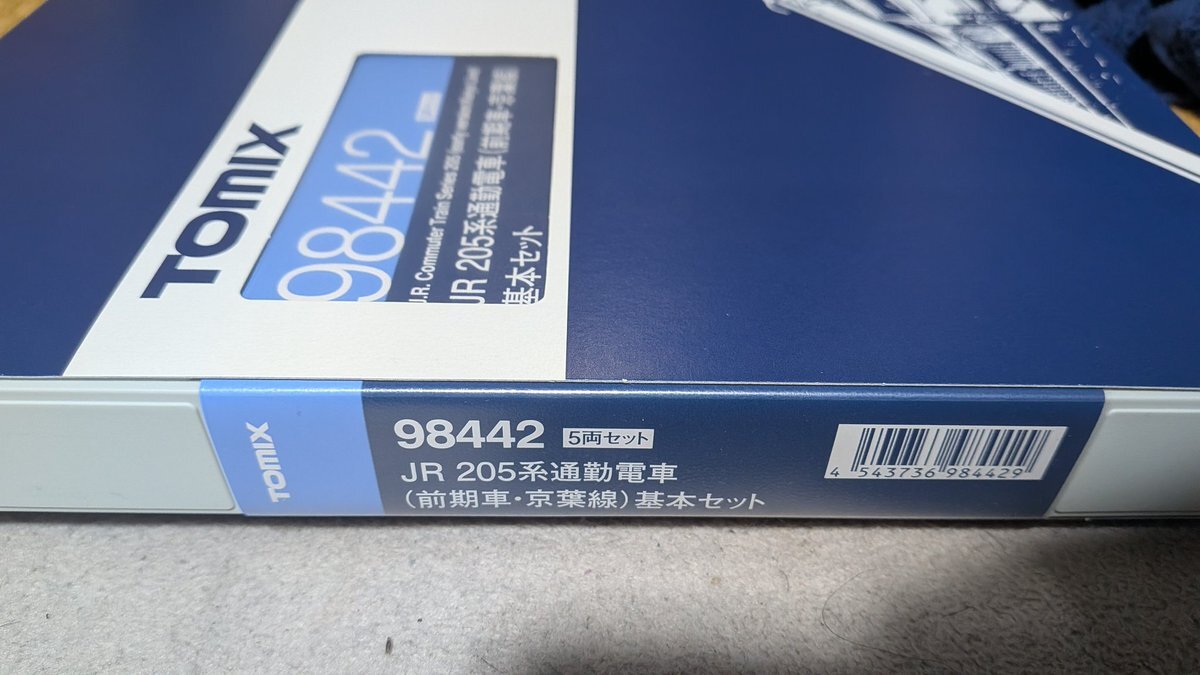 TOMIX
98442
J.R. Commuter Train Series 205
JR 205系通勤電車(前期車・京葉線)
基本セット
TOMIX
98442 5両セット
JR 205系通勤電車
(前期車・京葉線)基本セット
4 543736 984429